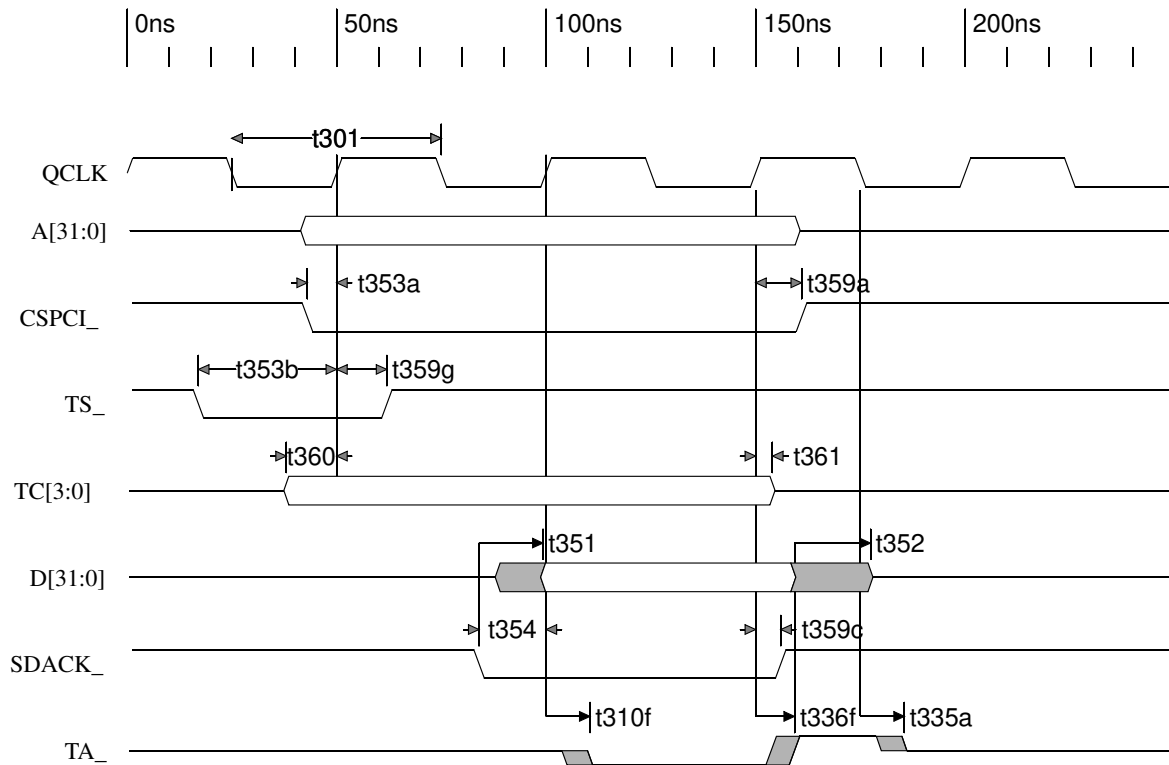 0ns 50ns 100ns 150ns 200ns
t301
QCLK
A[31:0]
t353a t359a
CSPCI_
t353b t359g
TS_
t360 t361
TC[3:0]
t351 t352
D[31:0]
t354 t359c
SDACK_
t310f t336f t335a
TA_